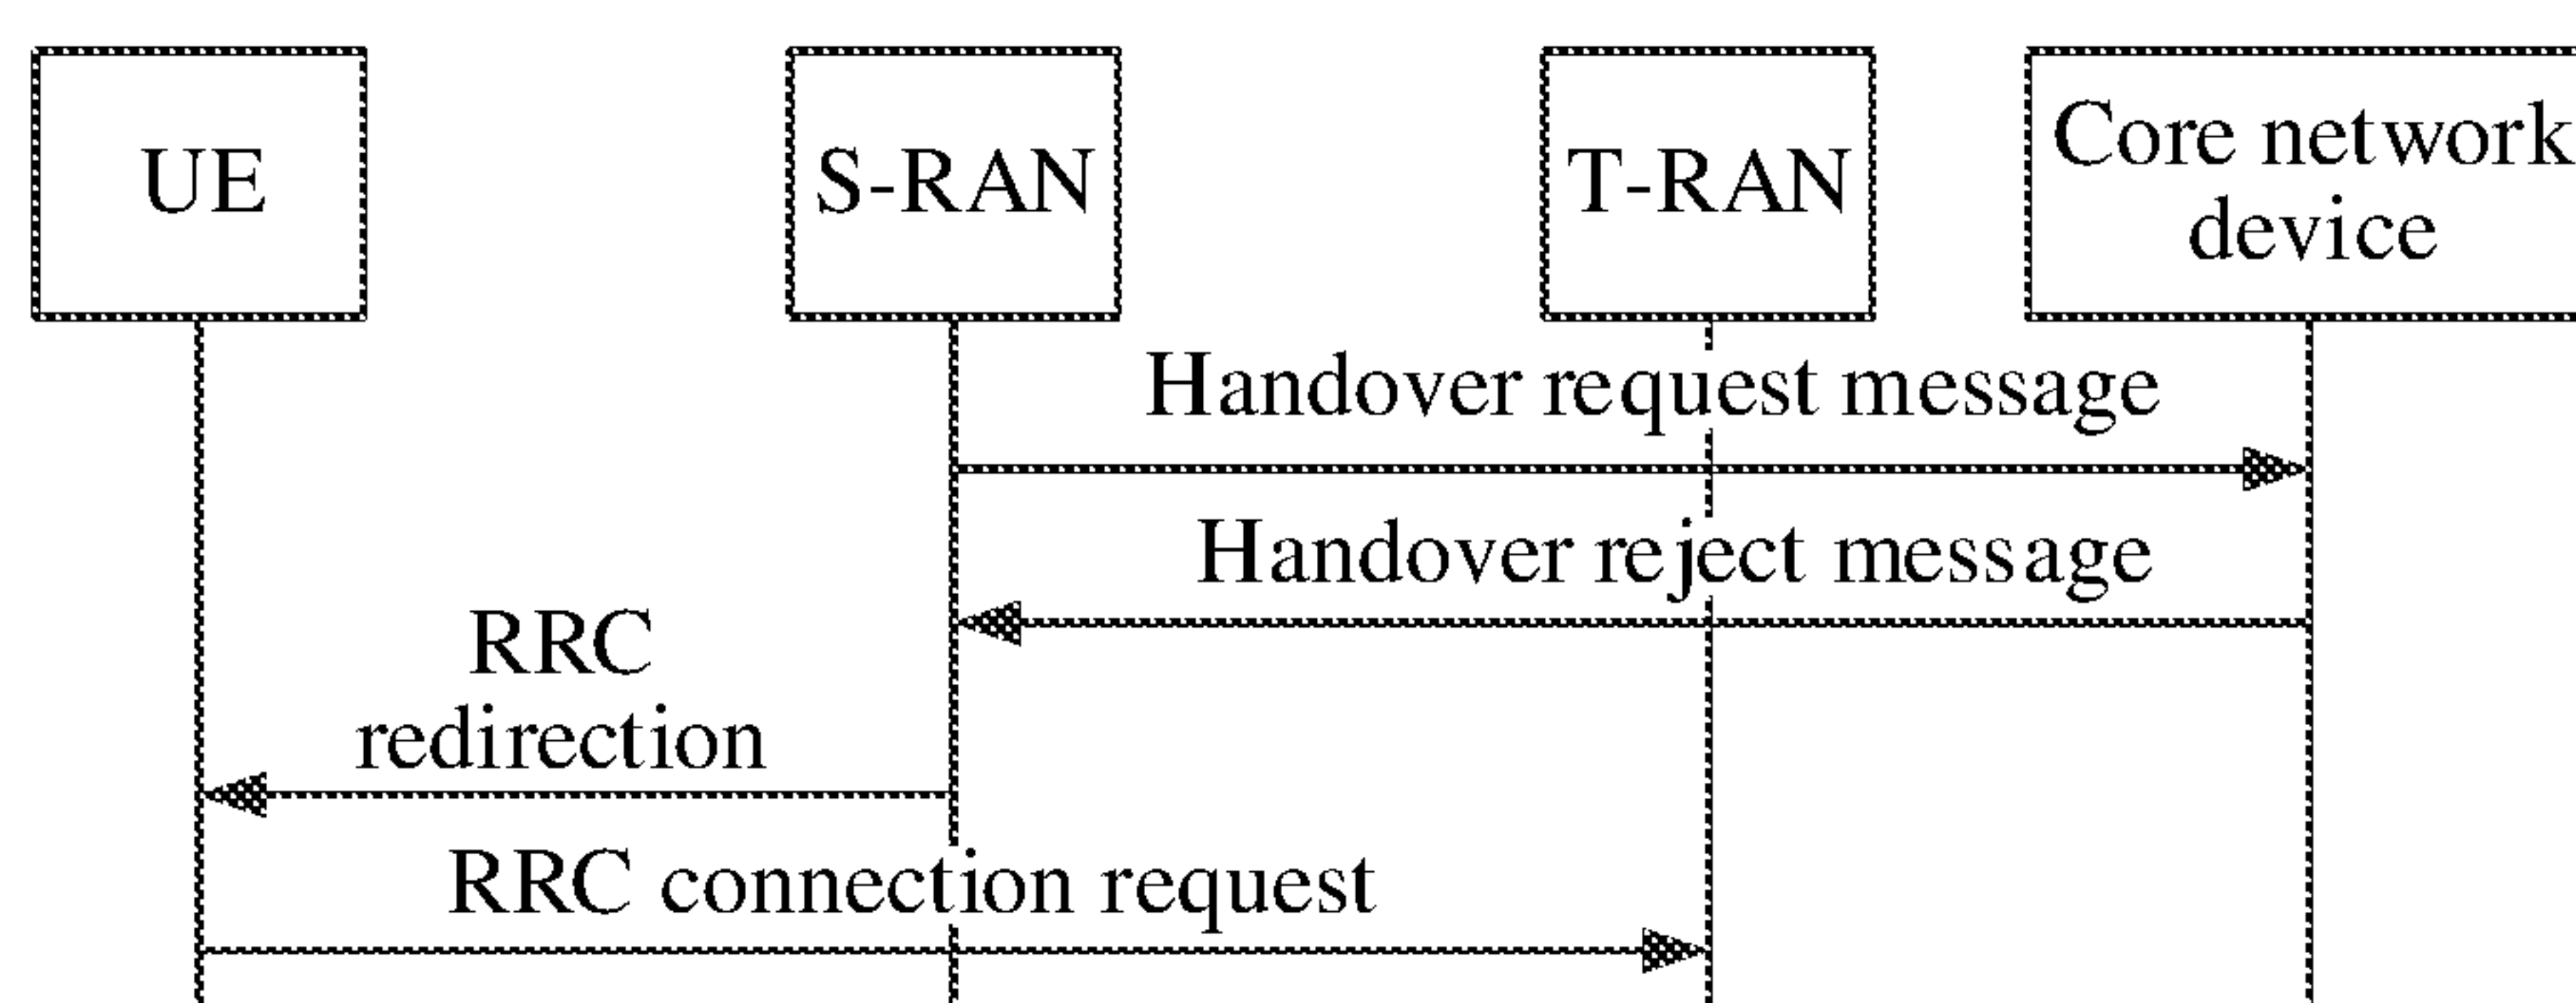 UE
S-RAN
T-RAN
Core network
device
Handover request message
Handover reject message
RRC
redirection
RRC connection request